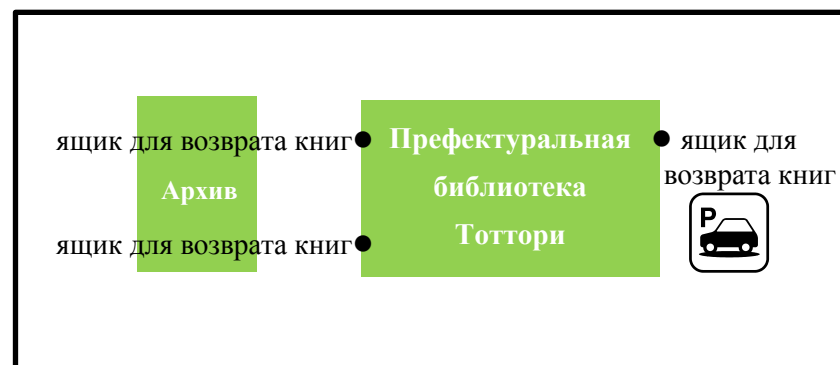 ящик для возврата книг
Архив
ящик для возврата книг
Префектуральная
библиотека
Тоттори
ящик для
возврата книг
P